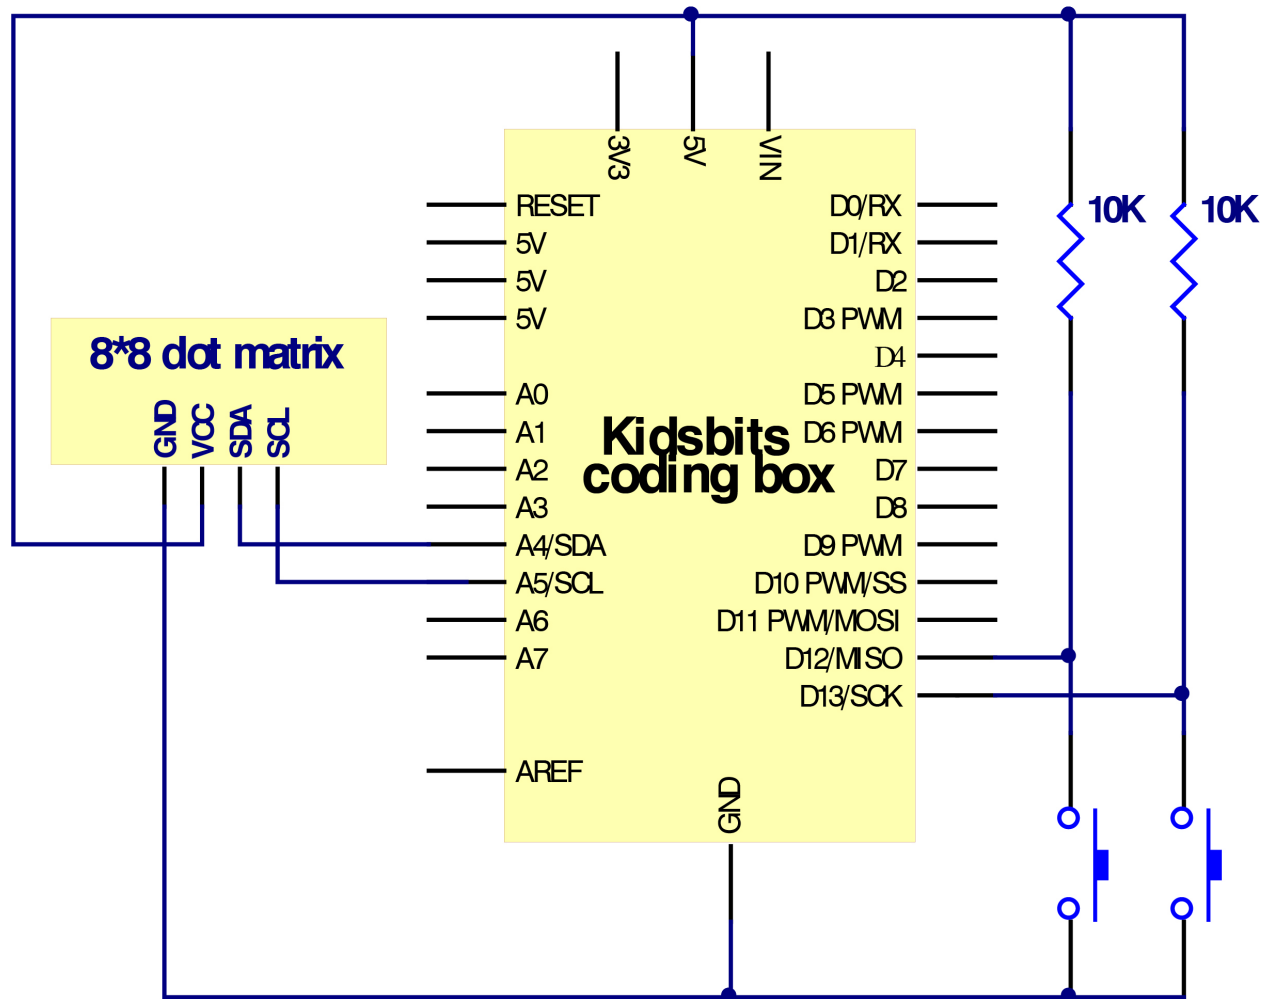 3V3
5V
VIN
RESET
5V
5V
5V
A0
A1
A2
A3
A4/SDA
A5/SCL
A6
A7
AREF
D0/RX
D1/RX
D2
D3 PWM
D4
D5 PWM
D6 PWM
D7
D8
D9 PWM
D10 PWM/SS
D11 PWM/MOSI
D12/MISO
D13/SCK
GND
Kidsbits
coding box
8*8 dot matrix
GND
VCC
SDA
SCL
10K
10K